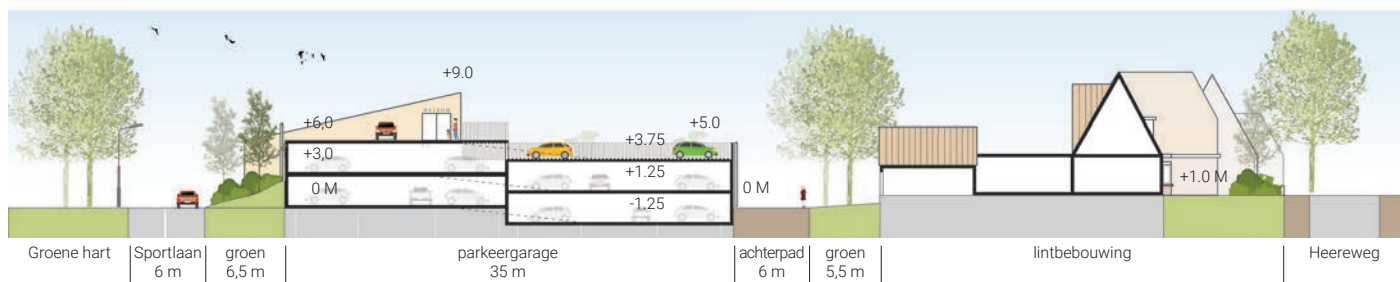 +9.0
WELKOM
+6,0
+5.0
+3.75
+3,0
+1.25
0 M
0 M
-1.25
+1.0 M
Groene hart
Sportlaan
6 m
groen
6,5 m
parkeergarage
35 m
achterpad
6 m
groen
5,5 m
lintbebouwing
Heereweg